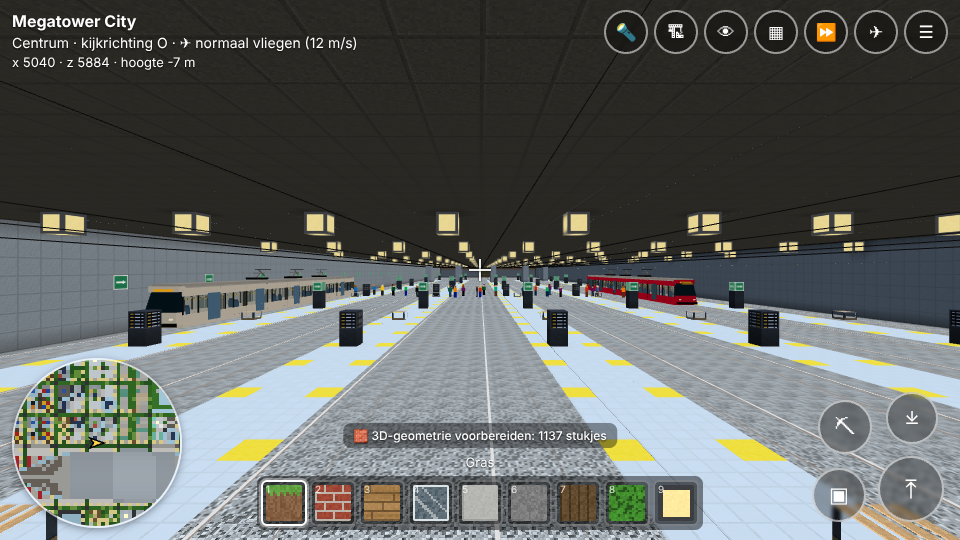 Megatower City
Centrum · kijkrichting O · ✈ normaal vliegen (12 m/s)
x 5040 · z 5884 · hoogte -7 m
3D-geometrie voorbereiden: 1137 stukjes
Gras
1 2 3 4 5 6 7 8 9